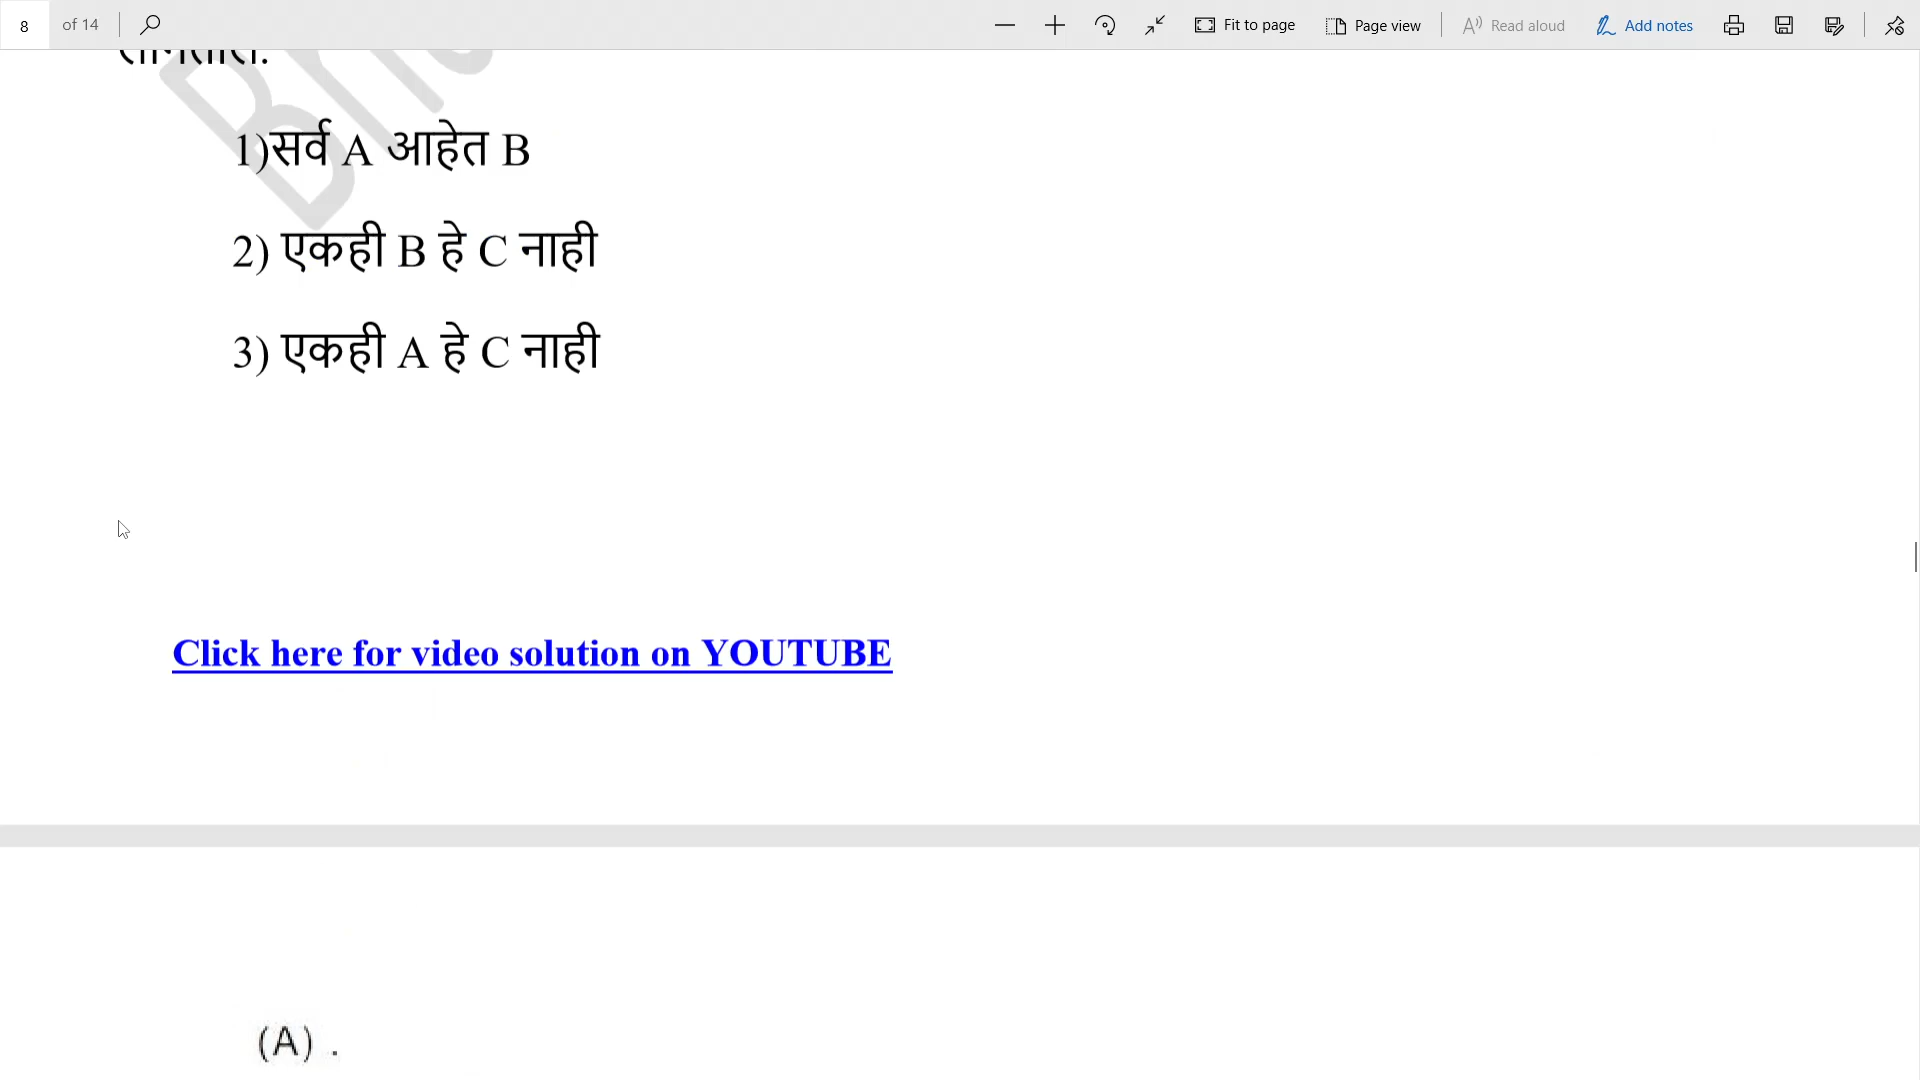 8 of 14 Fit to page Page view Read aloud Add notes
1)सर्व A आहेत B
2) एकही B हे C नाही
3) एकही A हे C नाही
Click here for video solution on YOUTUBE
(A) .